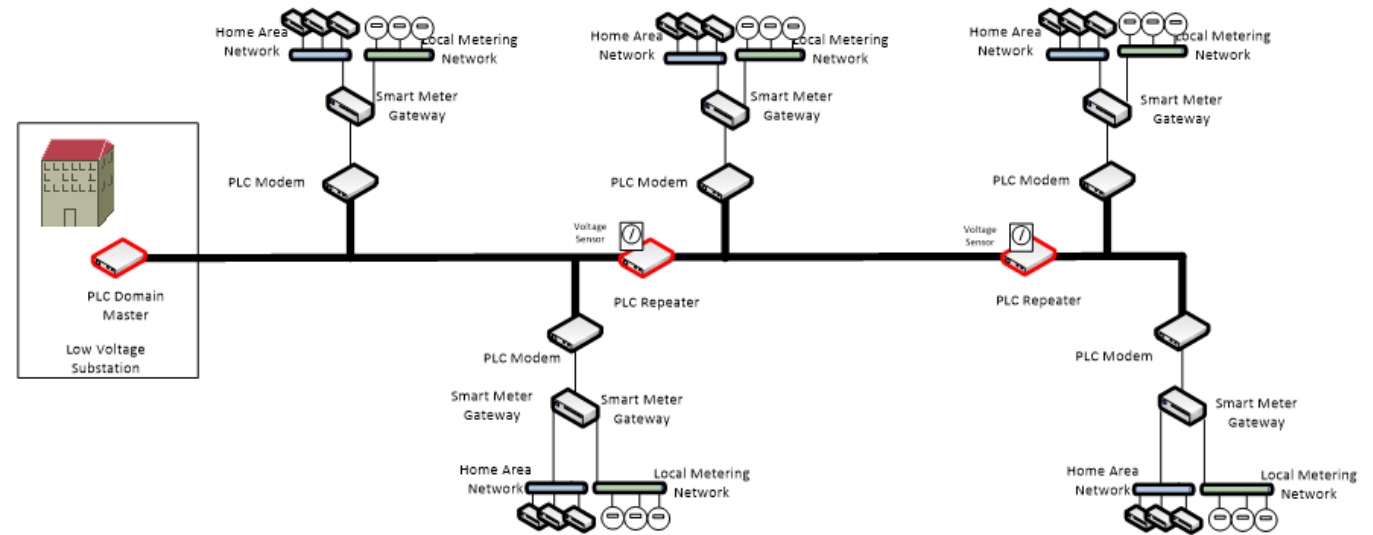 Home Area
Network
Local Metering
Network
Smart Meter
Gateway
PLC Modem
Home Area
Network
Local Metering
Network
Smart Meter
Gateway
PLC Modem
Home Area
Network
Local Metering
Network
Smart Meter
Gateway
PLC Modem
Voltage
Sensor
Voltage
Sensor
PLC Domain
Master
Low Voltage
Substation
PLC Repeater
PLC Repeater
PLC Modem
Smart Meter
Gateway
Smart Meter
Gateway
Home Area
Network
Local Metering
Network
PLC Modem
Smart Meter
Gateway
Home Area
Network
Local Metering
Network